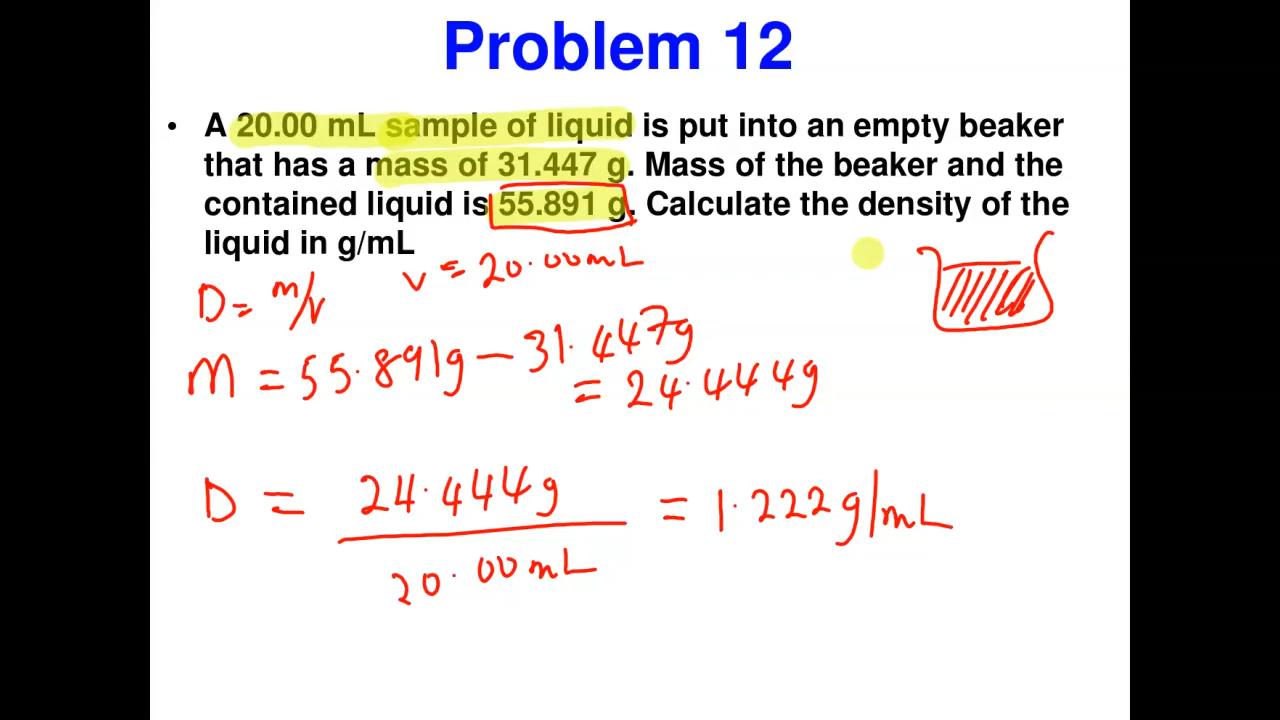 Problem 12
• A 20.00 mL sample of liquid is put into an empty beaker
that has a mass of 31.447 g. Mass of the beaker and the
contained liquid is 55.891 g. Calculate the density of the
liquid in g/mL
V = 20.00mL
D = m/v
M = 55.891g - 31.447g
= 24.444g
D = 24.444g = 1.222g/mL
20.00mL